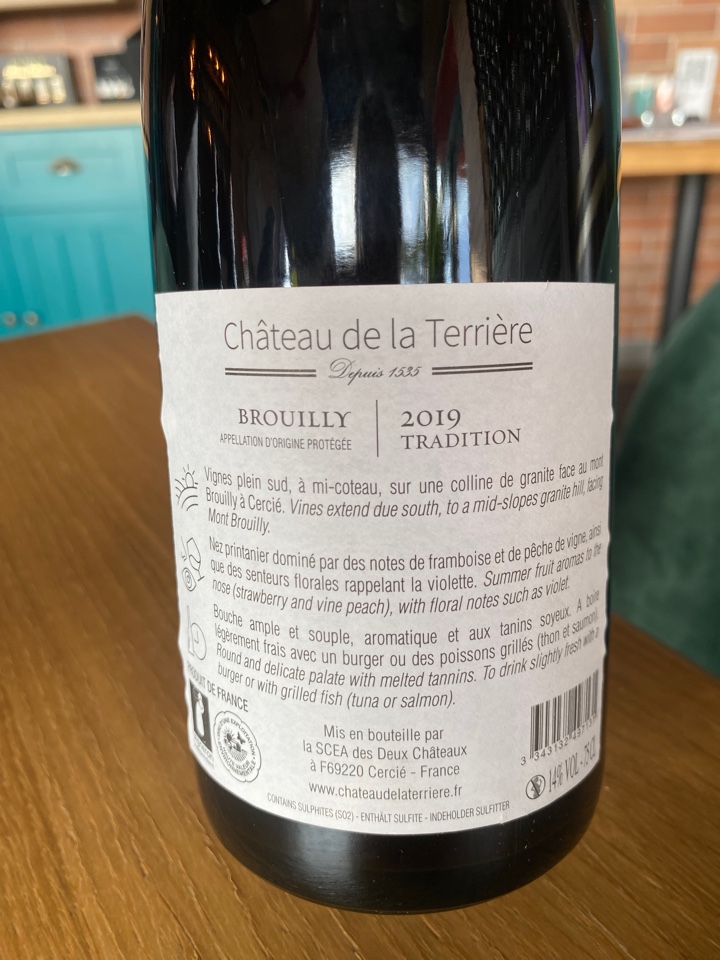 Château de la Terrière
Depuis 1535
BROUILLY
APPELLATION D'ORIGINE PROTÉGÉE
2019
TRADITION
Vignes plein sud, à mi-coteau, sur une colline de granite face au mont
Brouilly à Cercié. Vines extend due south, to a mid-slopes granite hill, facing
Mont Brouilly.
Nez printanier dominé par des notes de framboise et de pêche de vigne, ainsi
que des senteurs florales rappelant la violette. Summer fruit aromas to the
nose (strawberry and vine peach), with floral notes such as violet.
Bouche ample et souple, aromatique et aux tanins soyeux. A boire
légèrement frais avec un burger ou des poissons grillés (thon et saumon).
Round and delicate palate with melted tannins. To drink slightly fresh with a
burger or with grilled fish (tuna or salmon).
PRODUIT DE FRANCE
Mis en bouteille par
la SCEA des Deux Châteaux
à F69220 Cercié - France
www.chateaudelaterriere.fr
CONTAINS SULPHITES (SO2) - ENTHÄLT SULFITE - INDEHOLDER SULFITTER
14% VOL - 75 CL